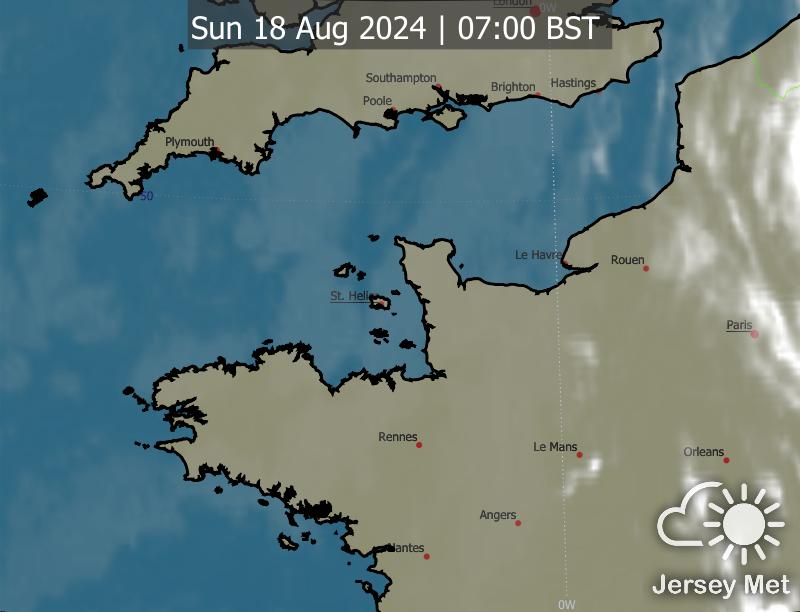 London
0W
Sun 18 Aug 2024 | 07:00 BST
Southampton
Brighton
Hastings
Poole
Plymouth
50
Le Havre
Rouen
St. Helier
Paris
Rennes
Le Mans
Orleans
Angers
Nantes
Jersey Met
0W